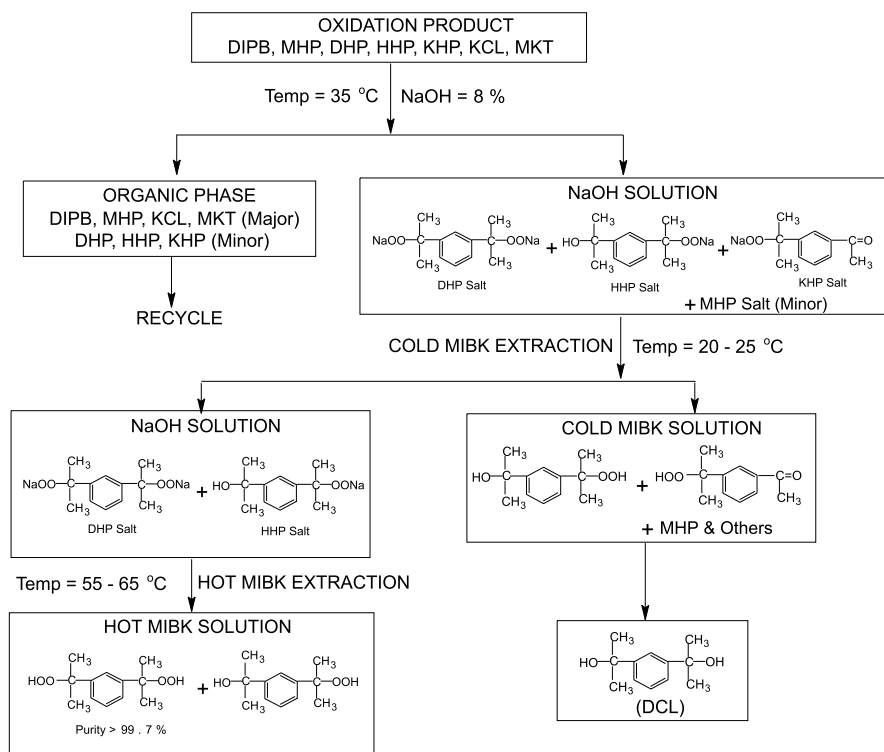 OXIDATION PRODUCT
DIPB, MHP, DHP, HHP, KHP, KCL, MKT
Temp = 35 °C NaOH = 8 %
ORGANIC PHASE
DIPB, MHP, KCL, MKT (Major)
DHP, HHP, KHP (Minor)
RECYCLE
NaOH SOLUTION
CH3 CH3 CH3 CH3 CH3
NaOO C C OONa + HO C C OONa + NaOO C C=O
CH3 CH3 CH3 CH3 CH3 CH3
DHP Salt HHP Salt KHP Salt
+ MHP Salt (Minor)
COLD MIBK EXTRACTION Temp = 20 - 25 °C
NaOH SOLUTION
CH3 CH3 CH3 CH3
NaOO C C OONa + HO C C OONa
CH3 CH3 CH3 CH3
DHP Salt HHP Salt
COLD MIBK SOLUTION
CH3 CH3 CH3
HO C C OOH + HOO C C=O
CH3 CH3 CH3 CH3
+ MHP & Others
Temp = 55 - 65 °C HOT MIBK EXTRACTION
HOT MIBK SOLUTION
CH3 CH3 CH3 CH3
HOO C C OOH + HO C C OOH
CH3 CH3 CH3 CH3
Purity > 99 . 7 %
CH3 CH3
HO C C OH
CH3 CH3
(DCL)